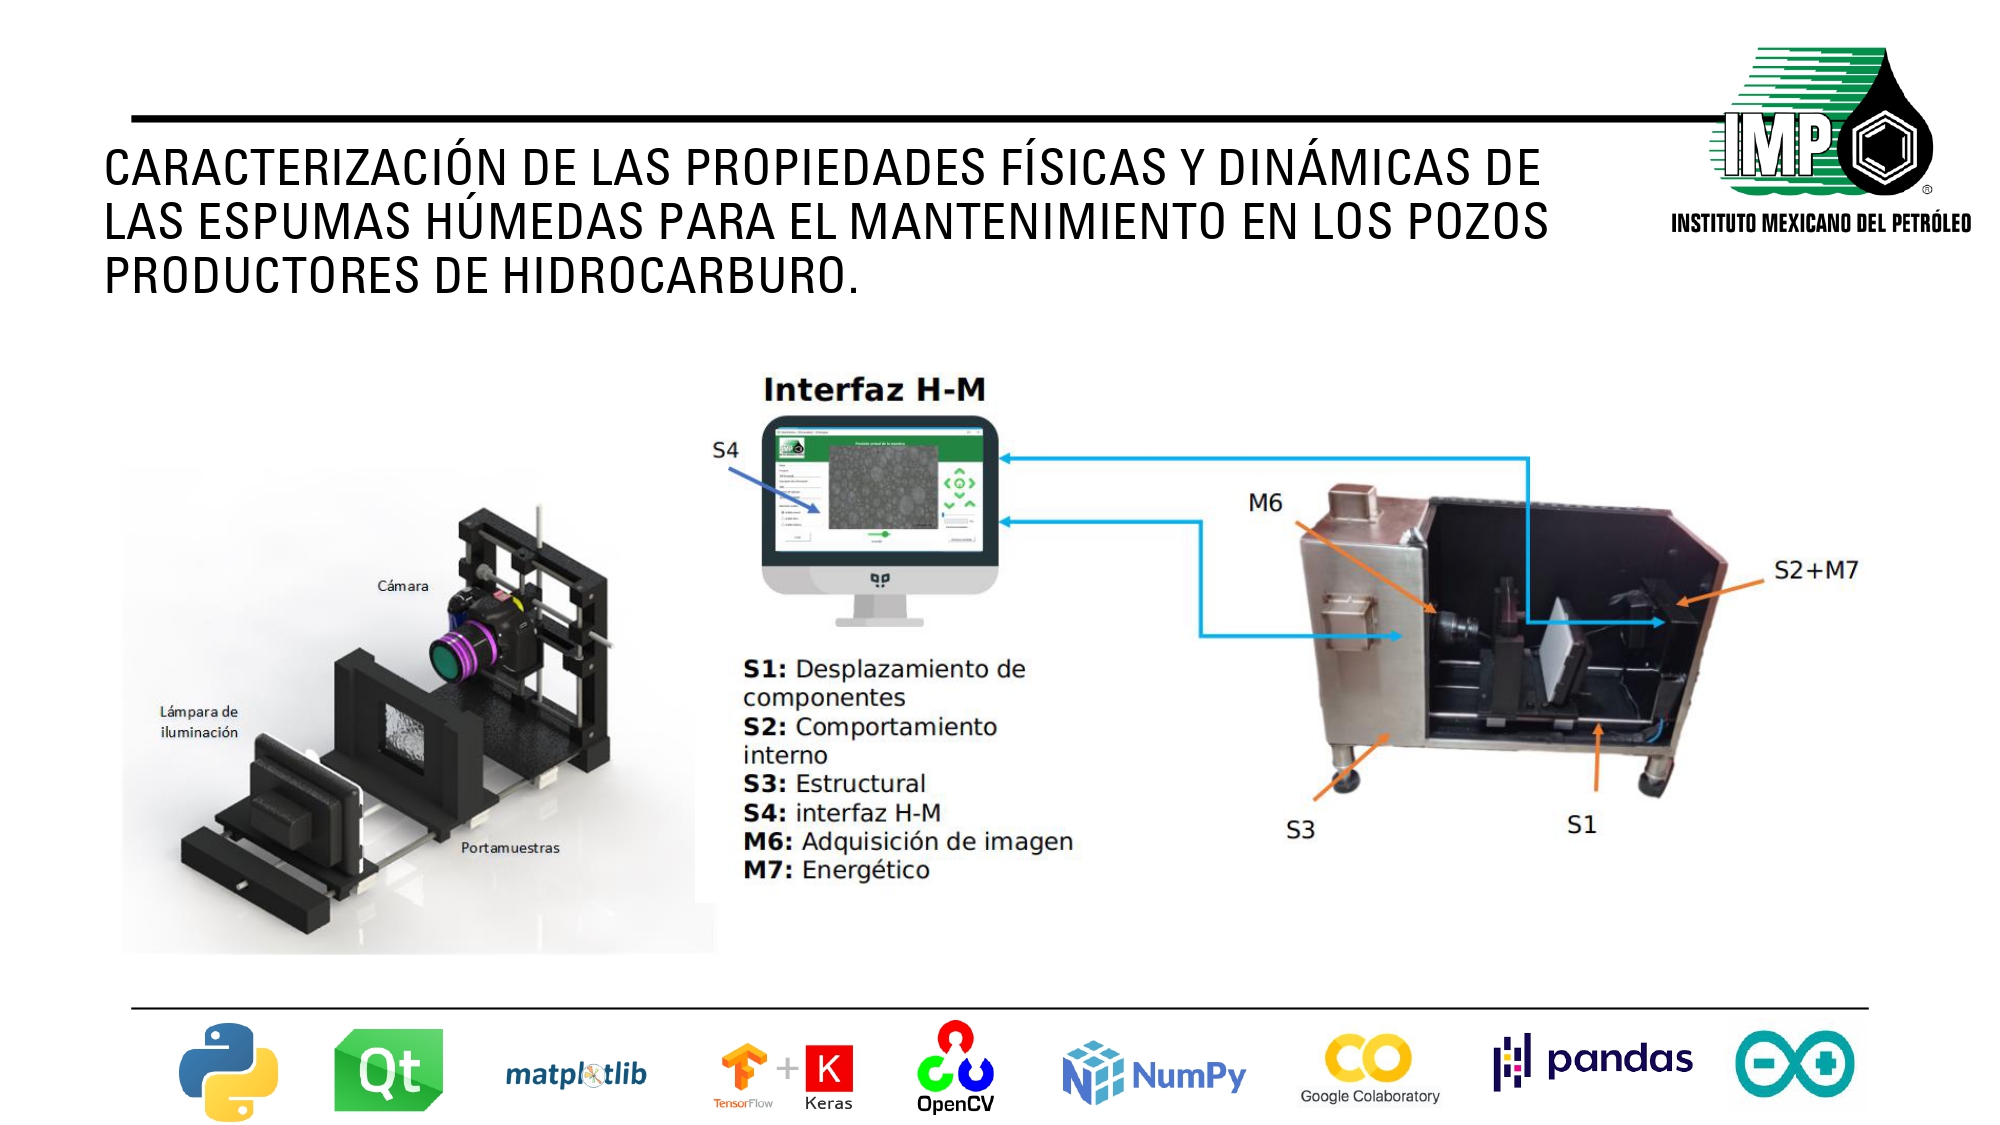 CARACTERIZACIÓN DE LAS PROPIEDADES FÍSICAS Y DINÁMICAS DE
LAS ESPUMAS HÚMEDAS PARA EL MANTENIMIENTO EN LOS POZOS
PRODUCTORES DE HIDROCARBURO.
IMP
®
INSTITUTO MEXICANO DEL PETRÓLEO
Cámara
Lámpara de
iluminación
Portamuestras
Interfaz H-M
S4
S1: Desplazamiento de
componentes
S2: Comportamiento
interno
S3: Estructural
S4: interfaz H-M
M6: Adquisición de imagen
M7: Energético
M6
S2+M7
S3
S1
Qt
matplotlib
TensorFlow
+
K
Keras
OpenCV
NumPy
CO
Google Colaboratory
pandas